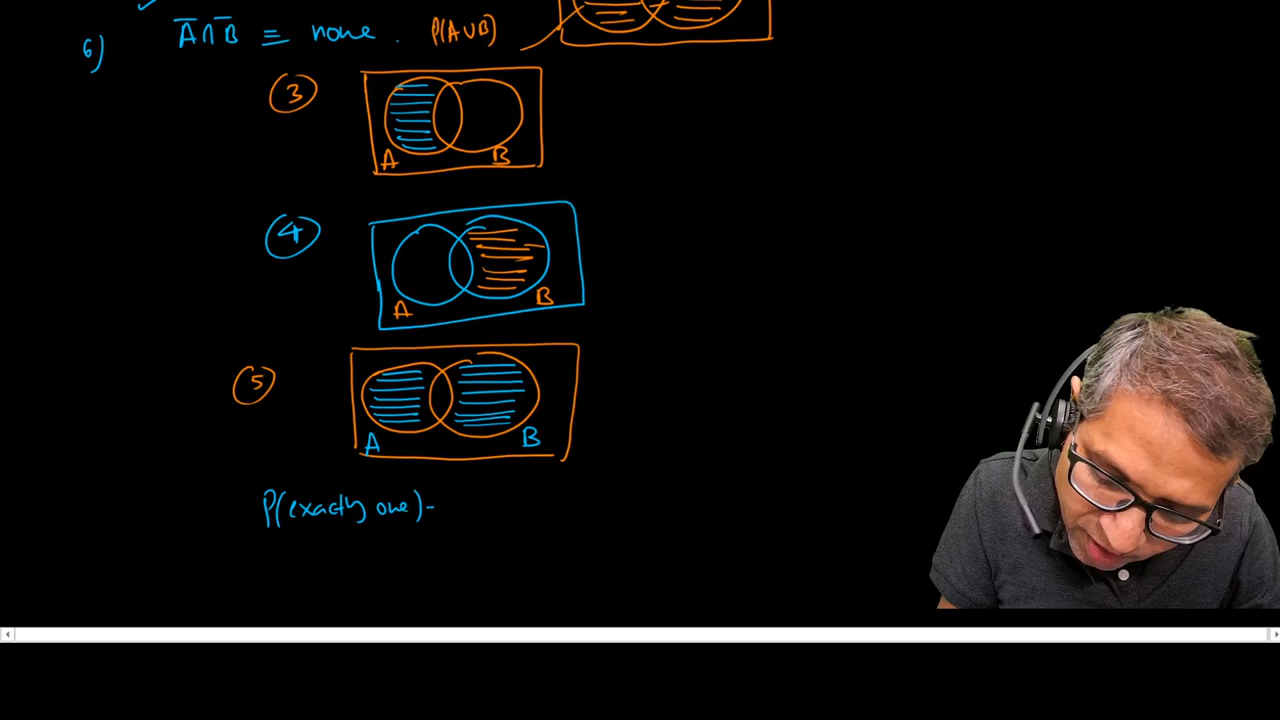 6) A̅∩B̅ ≡ none. P(A∪B)
3
A B
4
A B
5
A B
P(exactly one)-